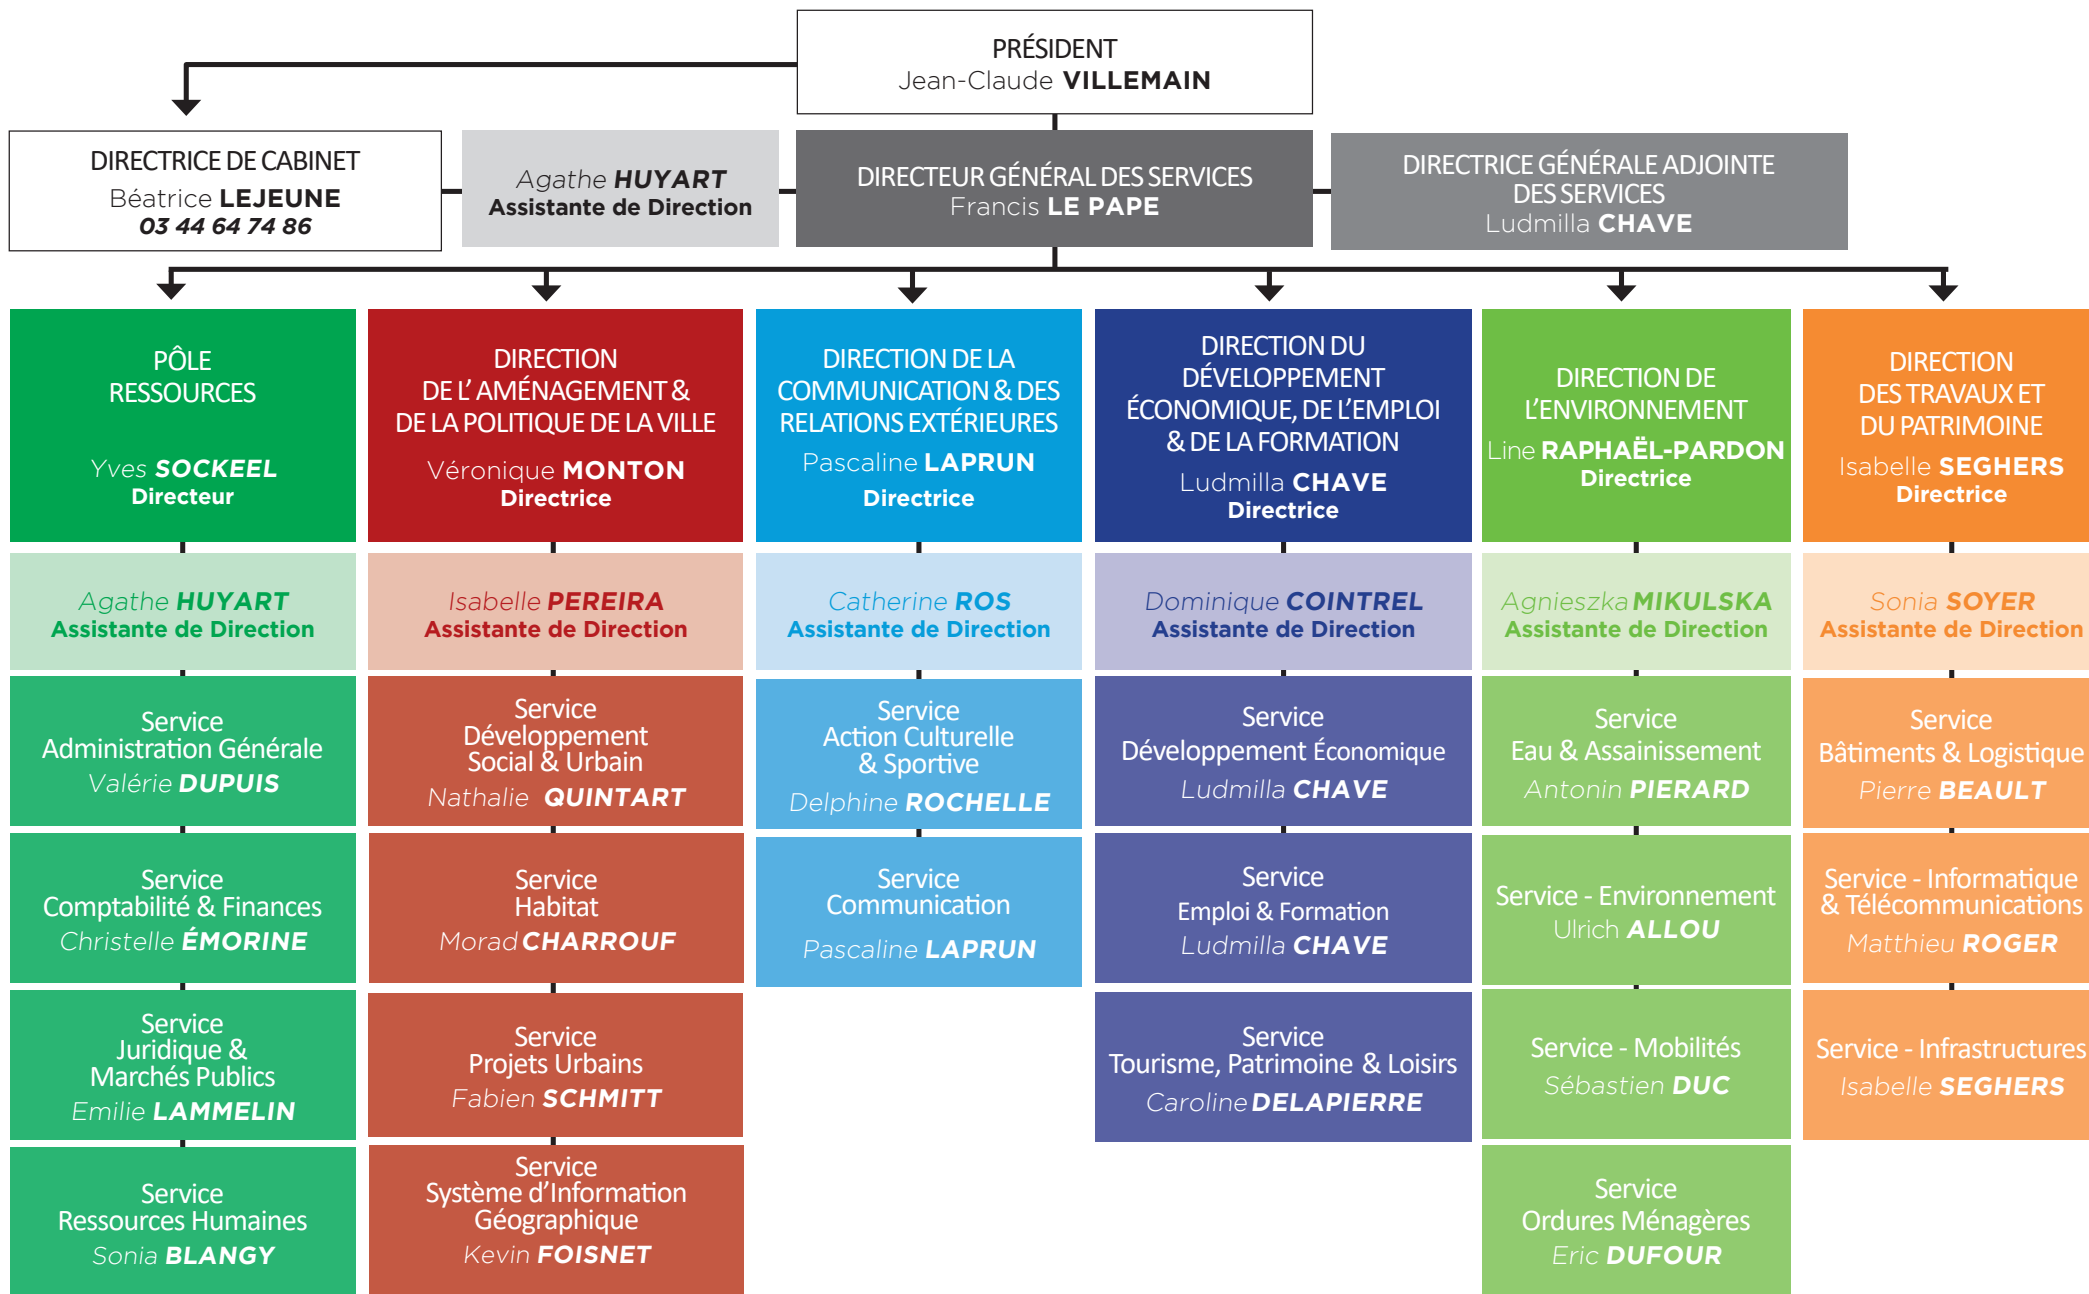 PRÉSIDENT
Jean-Claude VILLEMAIN
DIRECTRICE DE CABINET
Béatrice LEJEUNE
03 44 64 74 86
Agathe HUYART
Assistante de Direction
DIRECTEUR GÉNÉRAL DES SERVICES
Francis LE PAPE
DIRECTRICE GÉNÉRALE ADJOINTE
DES SERVICES
Ludmilla CHAVE
PÔLE
RESSOURCES
Yves SOCKEEL
Directeur
Agathe HUYART
Assistante de Direction
Service
Administration Générale
Valérie DUPUIS
Service
Comptabilité & Finances
Christelle ÉMORINE
Service
Juridique &
Marchés Publics
Emilie LAMMELIN
Service
Ressources Humaines
Sonia BLANGY
DIRECTION
DE L'AMÉNAGEMENT &
DE LA POLITIQUE DE LA VILLE
Véronique MONTON
Directrice
Isabelle PEREIRA
Assistante de Direction
Service
Développement
Social & Urbain
Nathalie QUINTART
Service
Habitat
Morad CHARROUF
Service
Projets Urbains
Fabien SCHMITT
Service
Système d'Information
Géographique
Kevin FOISNET
DIRECTION DE LA
COMMUNICATION & DES
RELATIONS EXTÉRIEURES
Pascaline LAPRUN
Directrice
Catherine ROS
Assistante de Direction
Service
Action Culturelle
& Sportive
Delphine ROCHELLE
Service
Communication
Pascaline LAPRUN
DIRECTION DU
DÉVELOPPEMENT
ÉCONOMIQUE, DE L'EMPLOI
& DE LA FORMATION
Ludmilla CHAVE
Directrice
Dominique COINTREL
Assistante de Direction
Service
Développement Économique
Ludmilla CHAVE
Service
Emploi & Formation
Ludmilla CHAVE
Service
Tourisme, Patrimoine & Loisirs
Caroline DELAPIERRE
DIRECTION DE
L'ENVIRONNEMENT
Line RAPHAËL-PARDON
Directrice
Agnieszka MIKULSKA
Assistante de Direction
Service
Eau & Assainissement
Antonin PIERARD
Service - Environnement
Ulrich ALLOU
Service - Mobilités
Sébastien DUC
Service
Ordures Ménagères
Eric DUFOUR
DIRECTION
DES TRAVAUX ET
DU PATRIMOINE
Isabelle SEGHERS
Directrice
Sonia SOYER
Assistante de Direction
Service
Bâtiments & Logistique
Pierre BEAULT
Service - Informatique
& Télécommunications
Matthieu ROGER
Service - Infrastructures
Isabelle SEGHERS